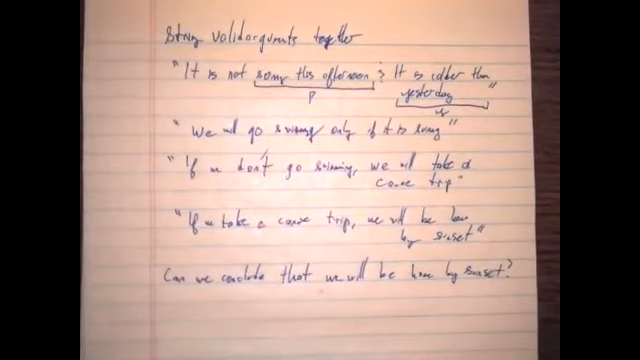 String valid arguments together
"It is not sunny this afternoon & It is colder than
yesterday"
p
q
"We will go swimming only if it is sunny"
"If we don't go swimming, we will take a
canoe trip"
"If we take a canoe trip, we will be home
by sunset"
Can we conclude that we will be home by sunset?